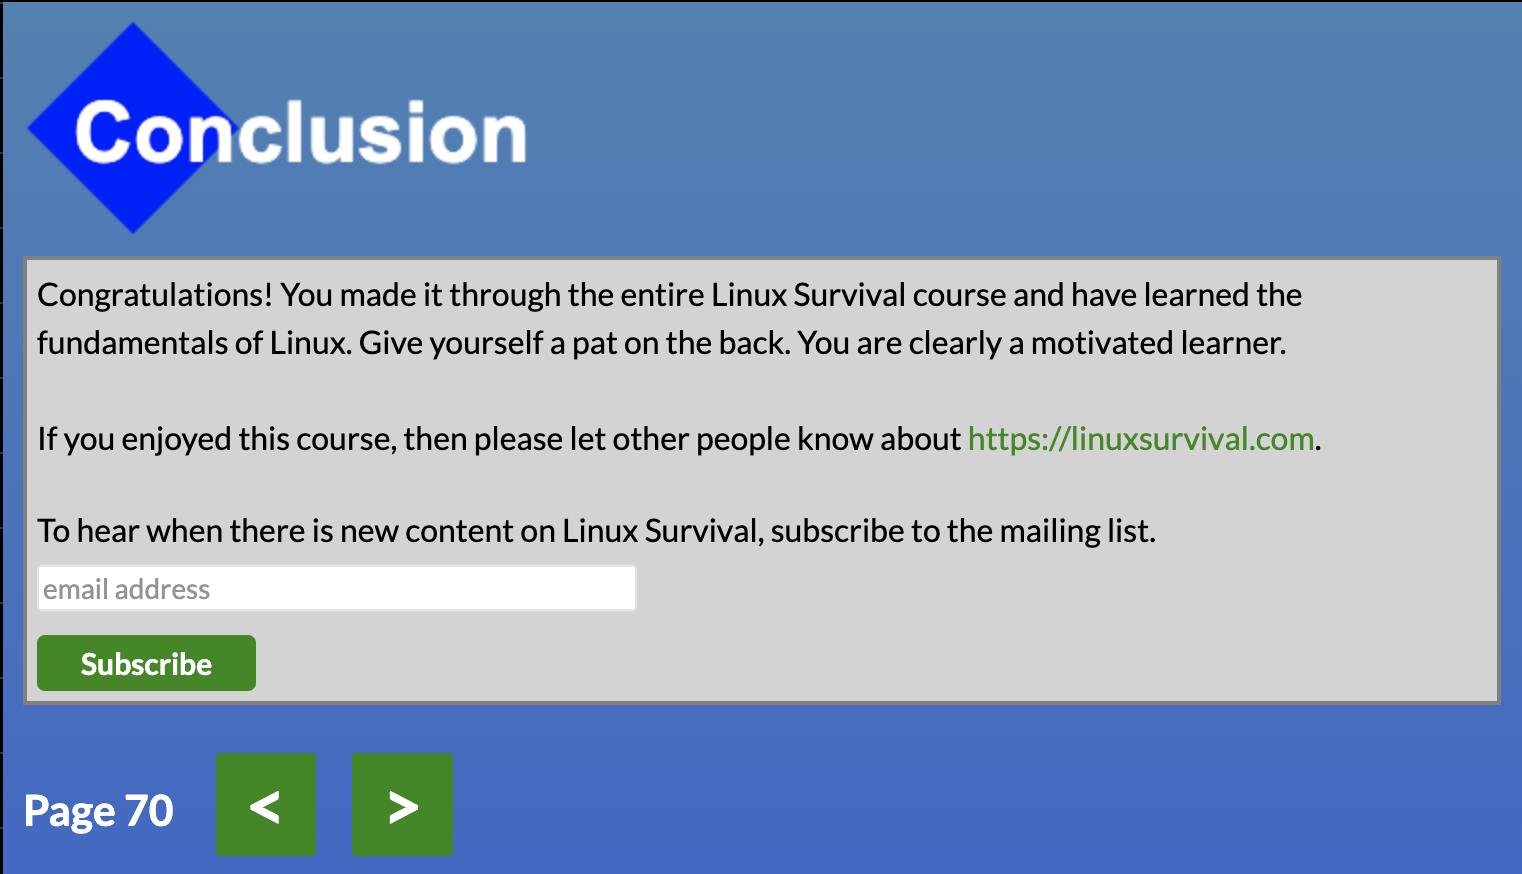 Conclusion
Congratulations! You made it through the entire Linux Survival course and have learned the
fundamentals of Linux. Give yourself a pat on the back. You are clearly a motivated learner.
If you enjoyed this course, then please let other people know about https://linuxsurvival.com.
To hear when there is new content on Linux Survival, subscribe to the mailing list.
email address
Subscribe
Page 70 < >